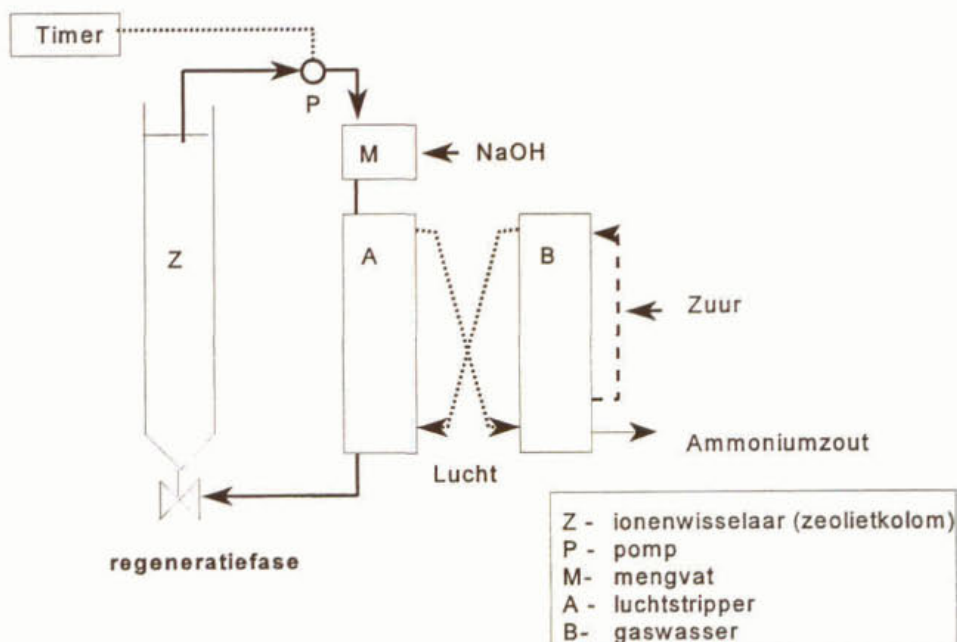 Timer
P
M
NaOH
Z
A
B
Zuur
Ammoniumzout
Lucht
regeneratiefase
Z - ionenwisselaar (zeolietkolom)
P - pomp
M- mengvat
A - luchtstripper
B- gaswasser